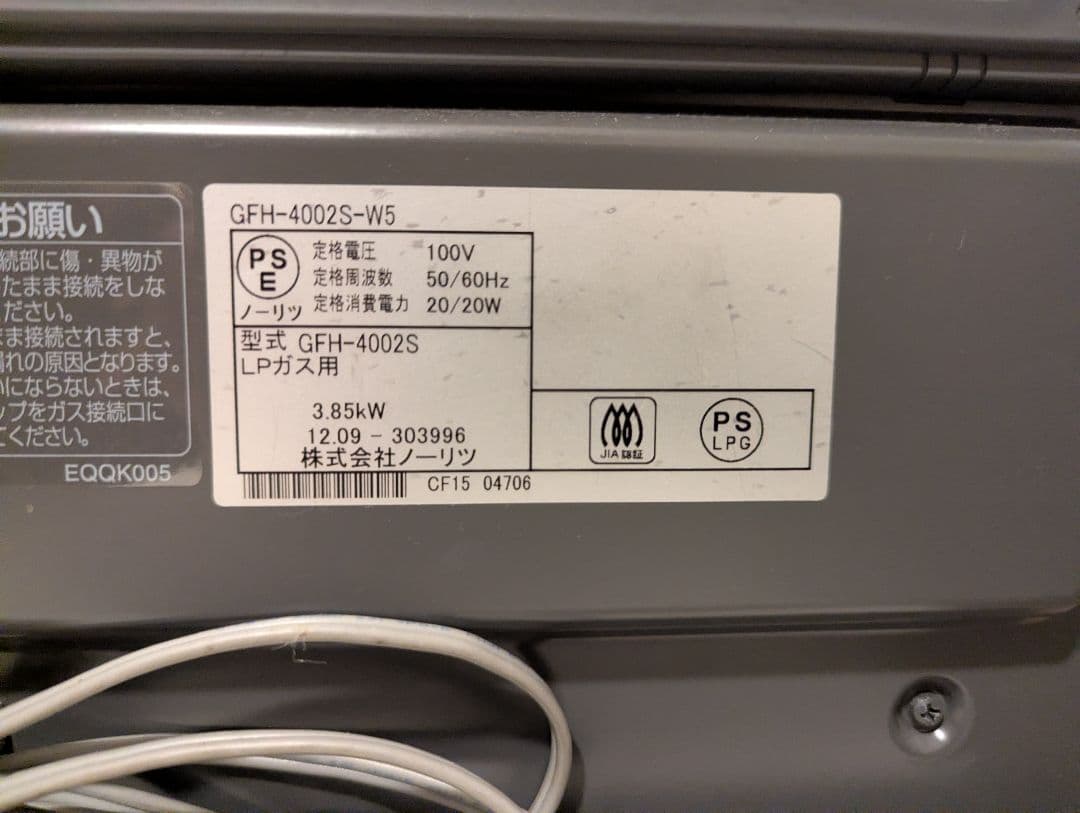 お願い
続部に傷・異物が
たまま接続をしな
ださい。
ま接続されますと、
れの原因となります。
にならないときは、
ップをガス接続口に
ください。
EQQK005
GFH-4002S-W5
PS
E
ノーリツ
定格電圧 100V
定格周波数 50/60Hz
定格消費電力 20/20W
型式 GFH-4002S
LPガス用
3.85kW
12.09 - 303996
株式会社ノーリツ
JIA認証
PS
LPG
CF15 04706